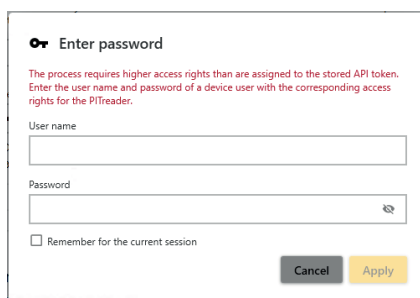 Enter password
The process requires higher access rights than are assigned to the stored API token.
Enter the user name and password of a device user with the corresponding access
rights for the PITreader.
User name
Password
Remember for the current session
Cancel Apply